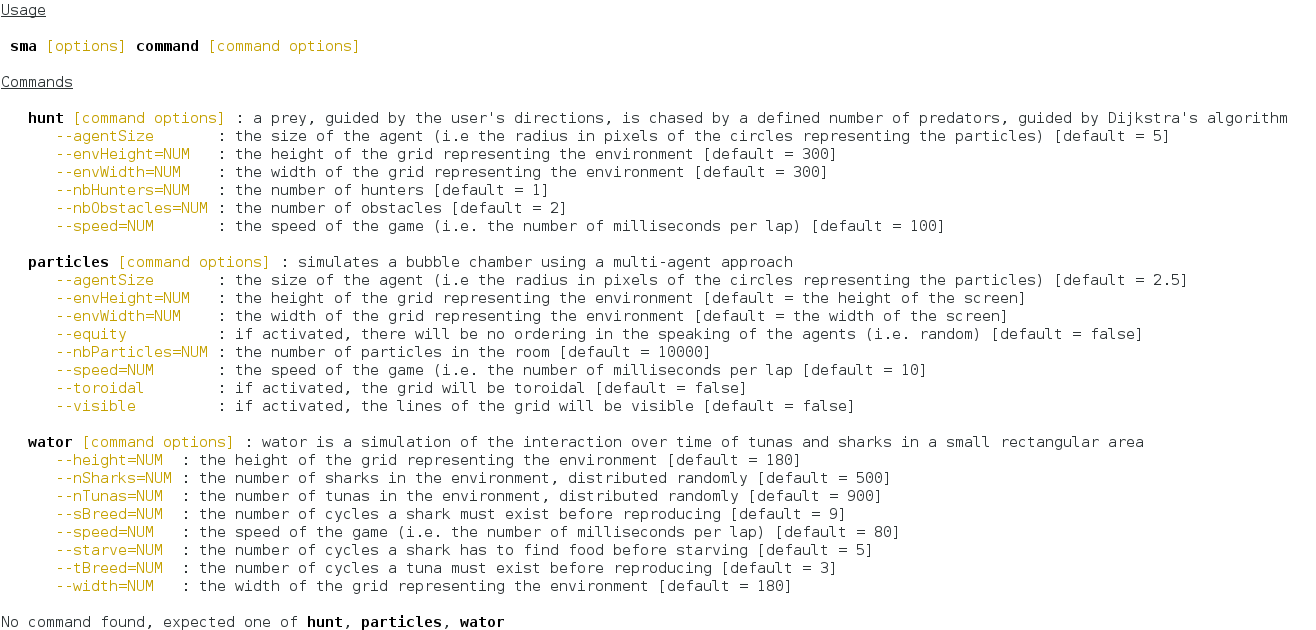 Usage
sma [options] command [command options]
Commands
hunt [command options] : a prey, guided by the user's directions, is chased by a defined number of predators, guided by Dijkstra's algorithm
--agentSize : the size of the agent (i.e the radius in pixels of the circles representing the particles) [default = 5]
--envHeight=NUM : the height of the grid representing the environment [default = 300]
--envWidth=NUM : the width of the grid representing the environment [default = 300]
--nbHunters=NUM : the number of hunters [default = 1]
--nbObstacles=NUM : the number of obstacles [default = 2]
--speed=NUM : the speed of the game (i.e. the number of milliseconds per lap) [default = 100]
particles [command options] : simulates a bubble chamber using a multi-agent approach
--agentSize : the size of the agent (i.e the radius in pixels of the circles representing the particles) [default = 2.5]
--envHeight=NUM : the height of the grid representing the environment [default = the height of the screen]
--envWidth=NUM : the width of the grid representing the environment [default = the width of the screen]
--equity : if activated, there will be no ordering in the speaking of the agents (i.e. random) [default = false]
--nbParticles=NUM : the number of particles in the room [default = 10000]
--speed=NUM : the speed of the game (i.e. the number of milliseconds per lap [default = 10]
--toroidal : if activated, the grid will be toroidal [default = false]
--visible : if activated, the lines of the grid will be visible [default = false]
wator [command options] : wator is a simulation of the interaction over time of tunas and sharks in a small rectangular area
--height=NUM : the height of the grid representing the environment [default = 180]
--nSharks=NUM : the number of sharks in the environment, distributed randomly [default = 500]
--nTunas=NUM : the number of tunas in the environment, distributed randomly [default = 900]
--sBreed=NUM : the number of cycles a shark must exist before reproducing [default = 9]
--speed=NUM : the speed of the game (i.e. the number of milliseconds per lap) [default = 80]
--starve=NUM : the number of cycles a shark has to find food before starving [default = 5]
--tBreed=NUM : the number of cycles a tuna must exist before reproducing [default = 3]
--width=NUM : the width of the grid representing the environment [default = 180]
No command found, expected one of hunt, particles, wator